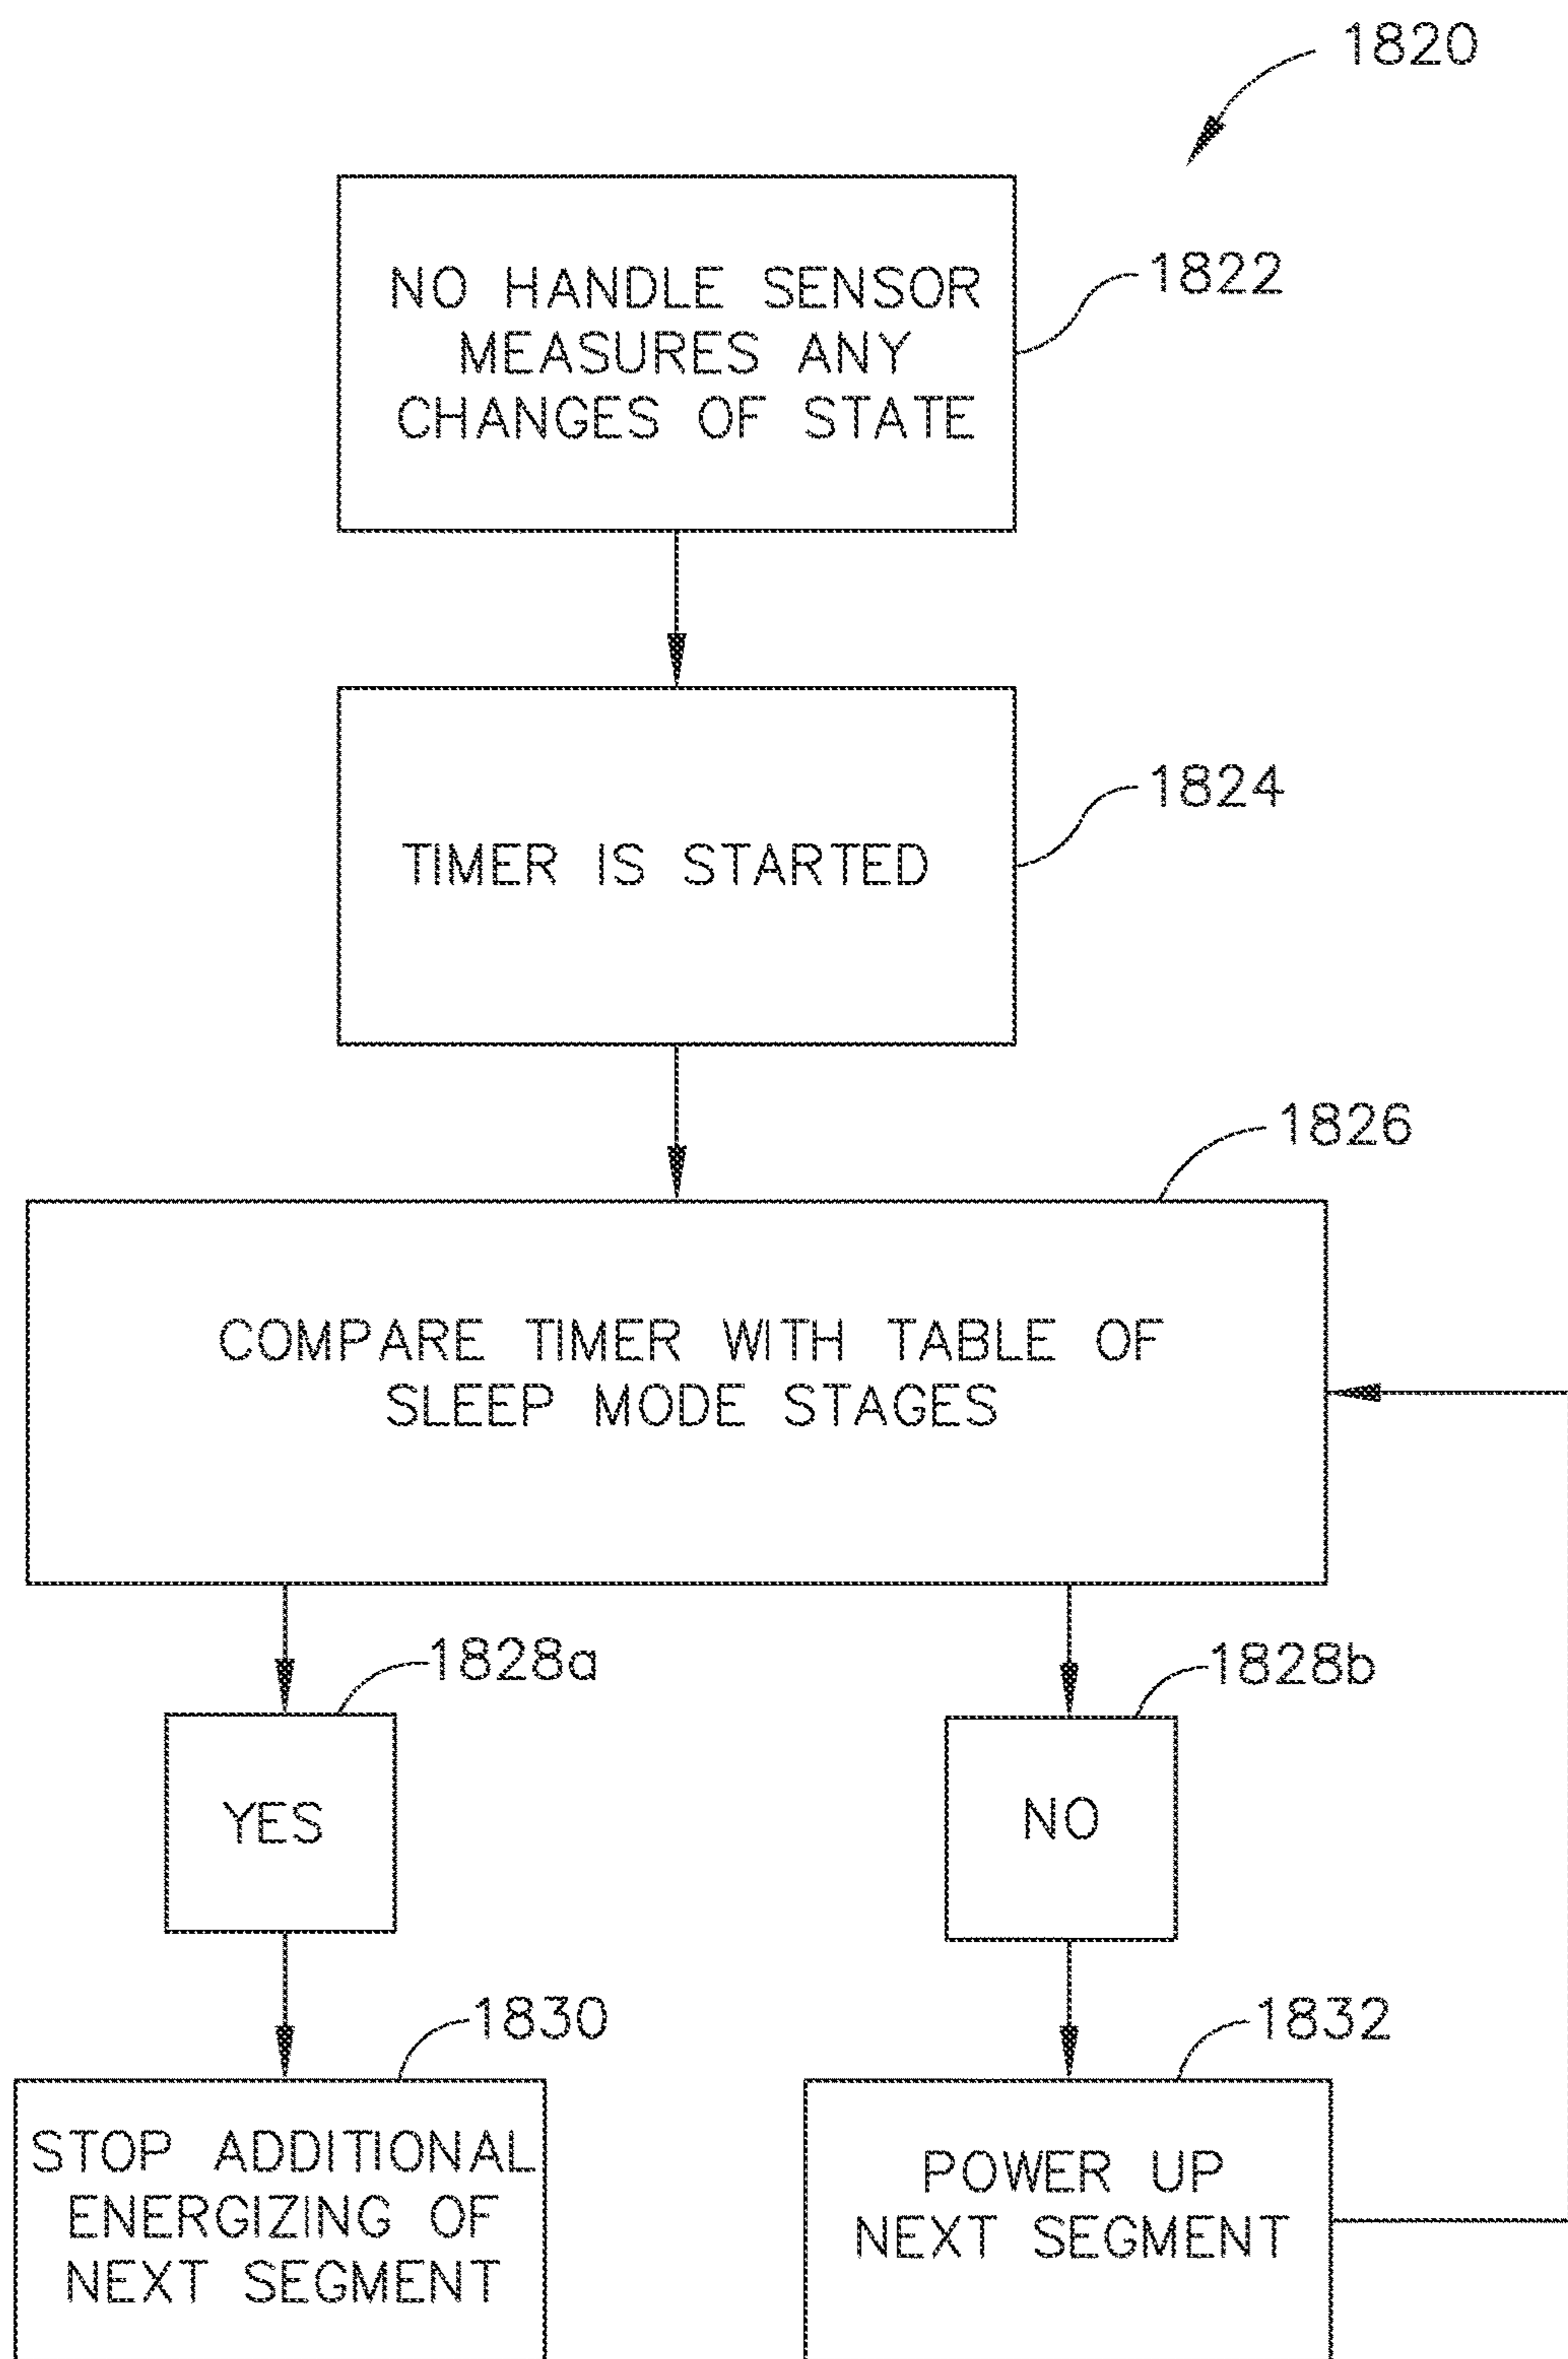 1820
NO HANDLE SENSOR
MEASURES ANY
CHANGES OF STATE
1822
TIMER IS STARTED
1824
1826
COMPARE TIMER WITH TABLE OF
SLEEP MODE STAGES
1828a
1828b
YES
NO
1830
1832
STOP ADDITIONAL
ENERGIZING OF
NEXT SEGMENT
POWER UP
NEXT SEGMENT